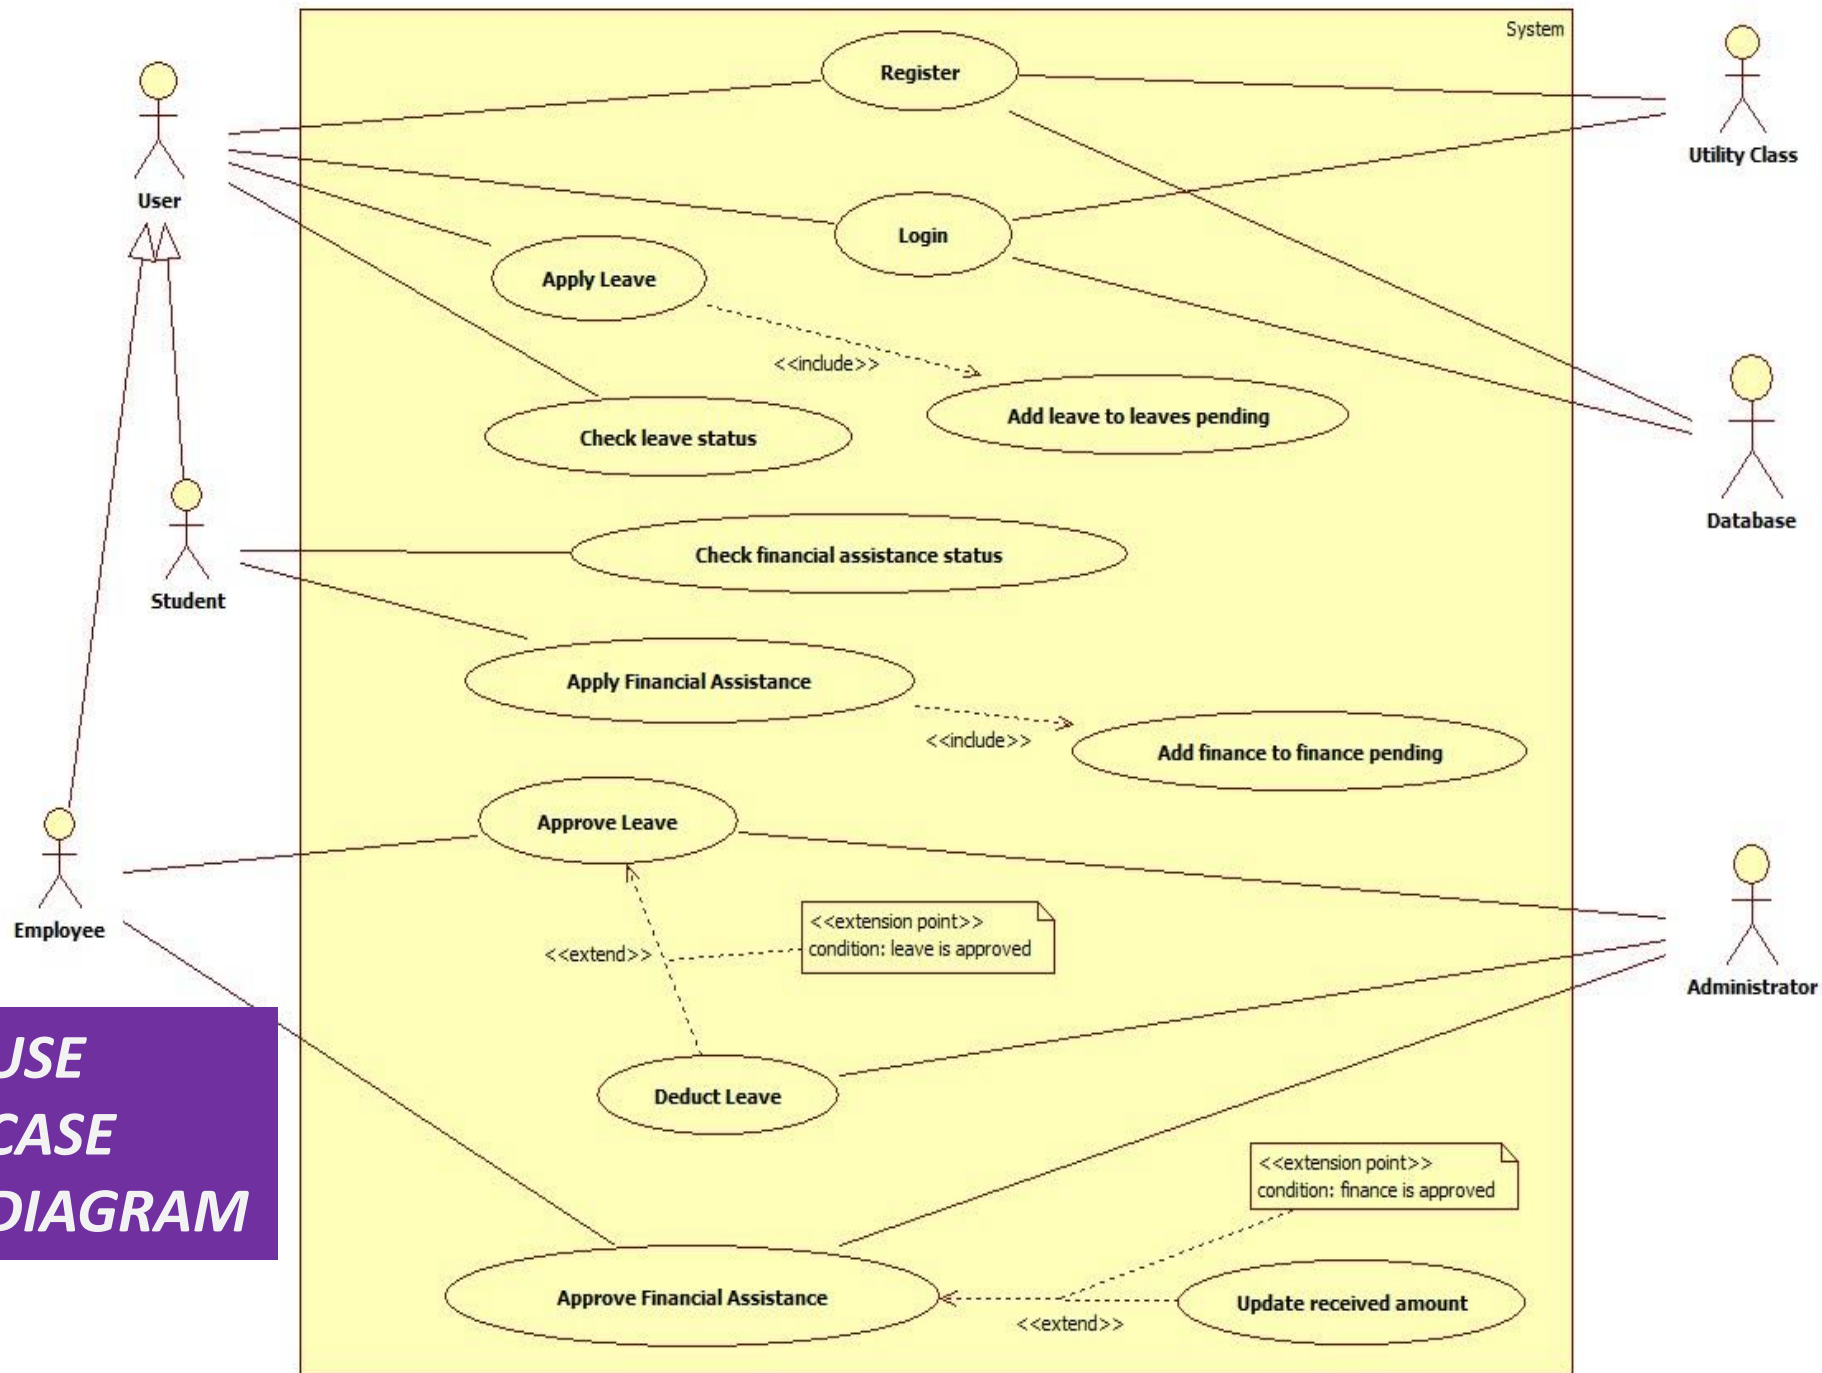 System
Register
Utility Class
User
Login
Apply Leave
<<include>>
Add leave to leaves pending
Check leave status
Database
Check financial assistance status
Student
Apply Financial Assistance
<<include>>
Add finance to finance pending
Approve Leave
Employee
<<extension point>>
condition: leave is approved
<<extend>>
Administrator
Deduct Leave
USE
CASE
DIAGRAM
<<extension point>>
condition: finance is approved
Approve Financial Assistance
Update received amount
<<extend>>